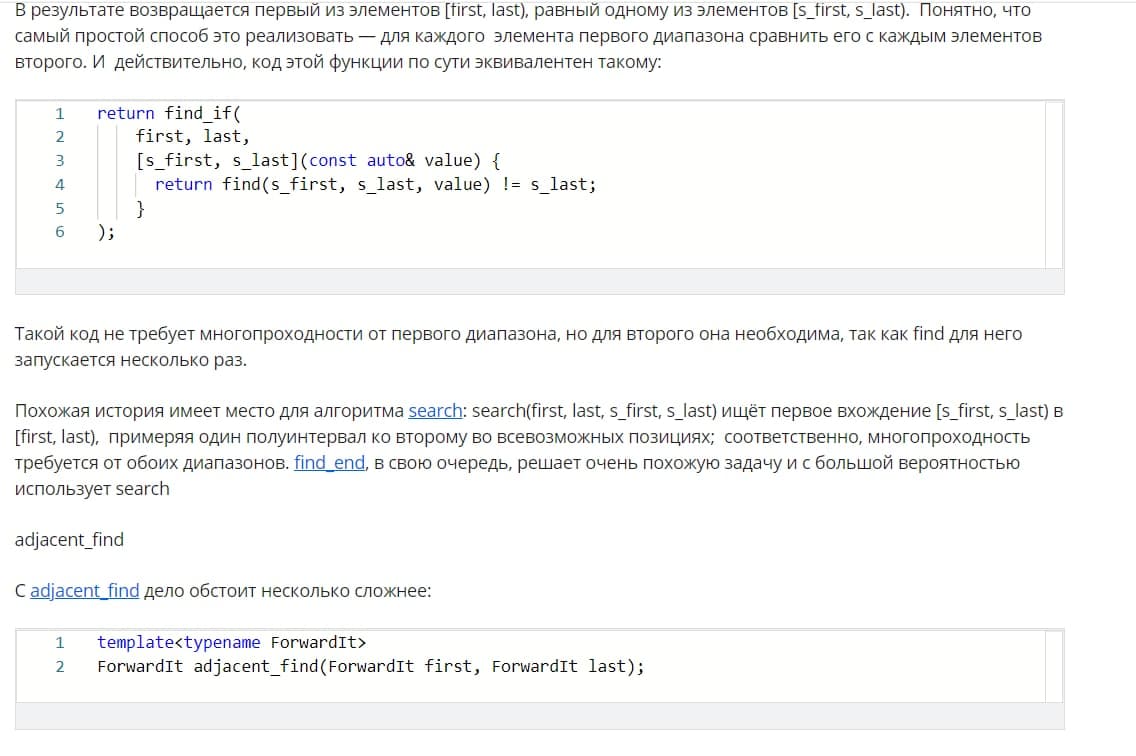 В результате возвращается первый из элементов [first, last), равный одному из элементов [s_first, s_last).  Понятно, что
самый простой способ это реализовать — для каждого  элемента первого диапазона сравнить его с каждым элементов
второго. И  действительно, код этой функции по сути эквивалентен такому:
1 return find_if(
2     first, last,
3     [s_first, s_last](const auto& value) {
4       return find(s_first, s_last, value) != s_last;
5     }
6 );
Такой код не требует многопроходности от первого диапазона, но для второго она необходима, так как find для него
запускается несколько раз.
Похожая история имеет место для алгоритма search: search(first, last, s_first, s_last) ищёт первое вхождение [s_first, s_last) в
[first, last),  примеряя один полуинтервал ко второму во всевозможных позициях;  соответственно, многопроходность
требуется от обоих диапазонов. find_end, в свою очередь, решает очень похожую задачу и с большой вероятностью
использует search
adjacent_find
С adjacent_find дело обстоит несколько сложнее:
1 template<typename ForwardIt>
2 ForwardIt adjacent_find(ForwardIt first, ForwardIt last);